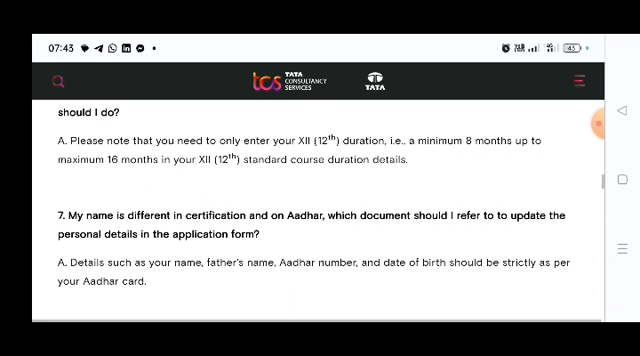 07:43
45
tcs TATA CONSULTANCY SERVICES
TATA
should I do?
A. Please note that you need to only enter your XII (12th) duration, i.e., a minimum 8 months up to
maximum 16 months in your XII (12th) standard course duration details.
7. My name is different in certification and on Aadhar, which document should I refer to to update the
personal details in the application form?
A. Details such as your name, father's name, Aadhar number, and date of birth should be strictly as per
your Aadhar card.